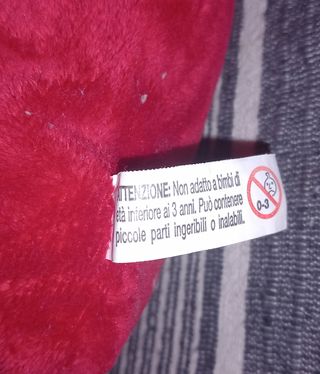 ATTENZIONE: Non adatto a bimbi di
età inferiore ai 3 anni. Può contenere
piccole parti ingeribili o inalabili.
0-3